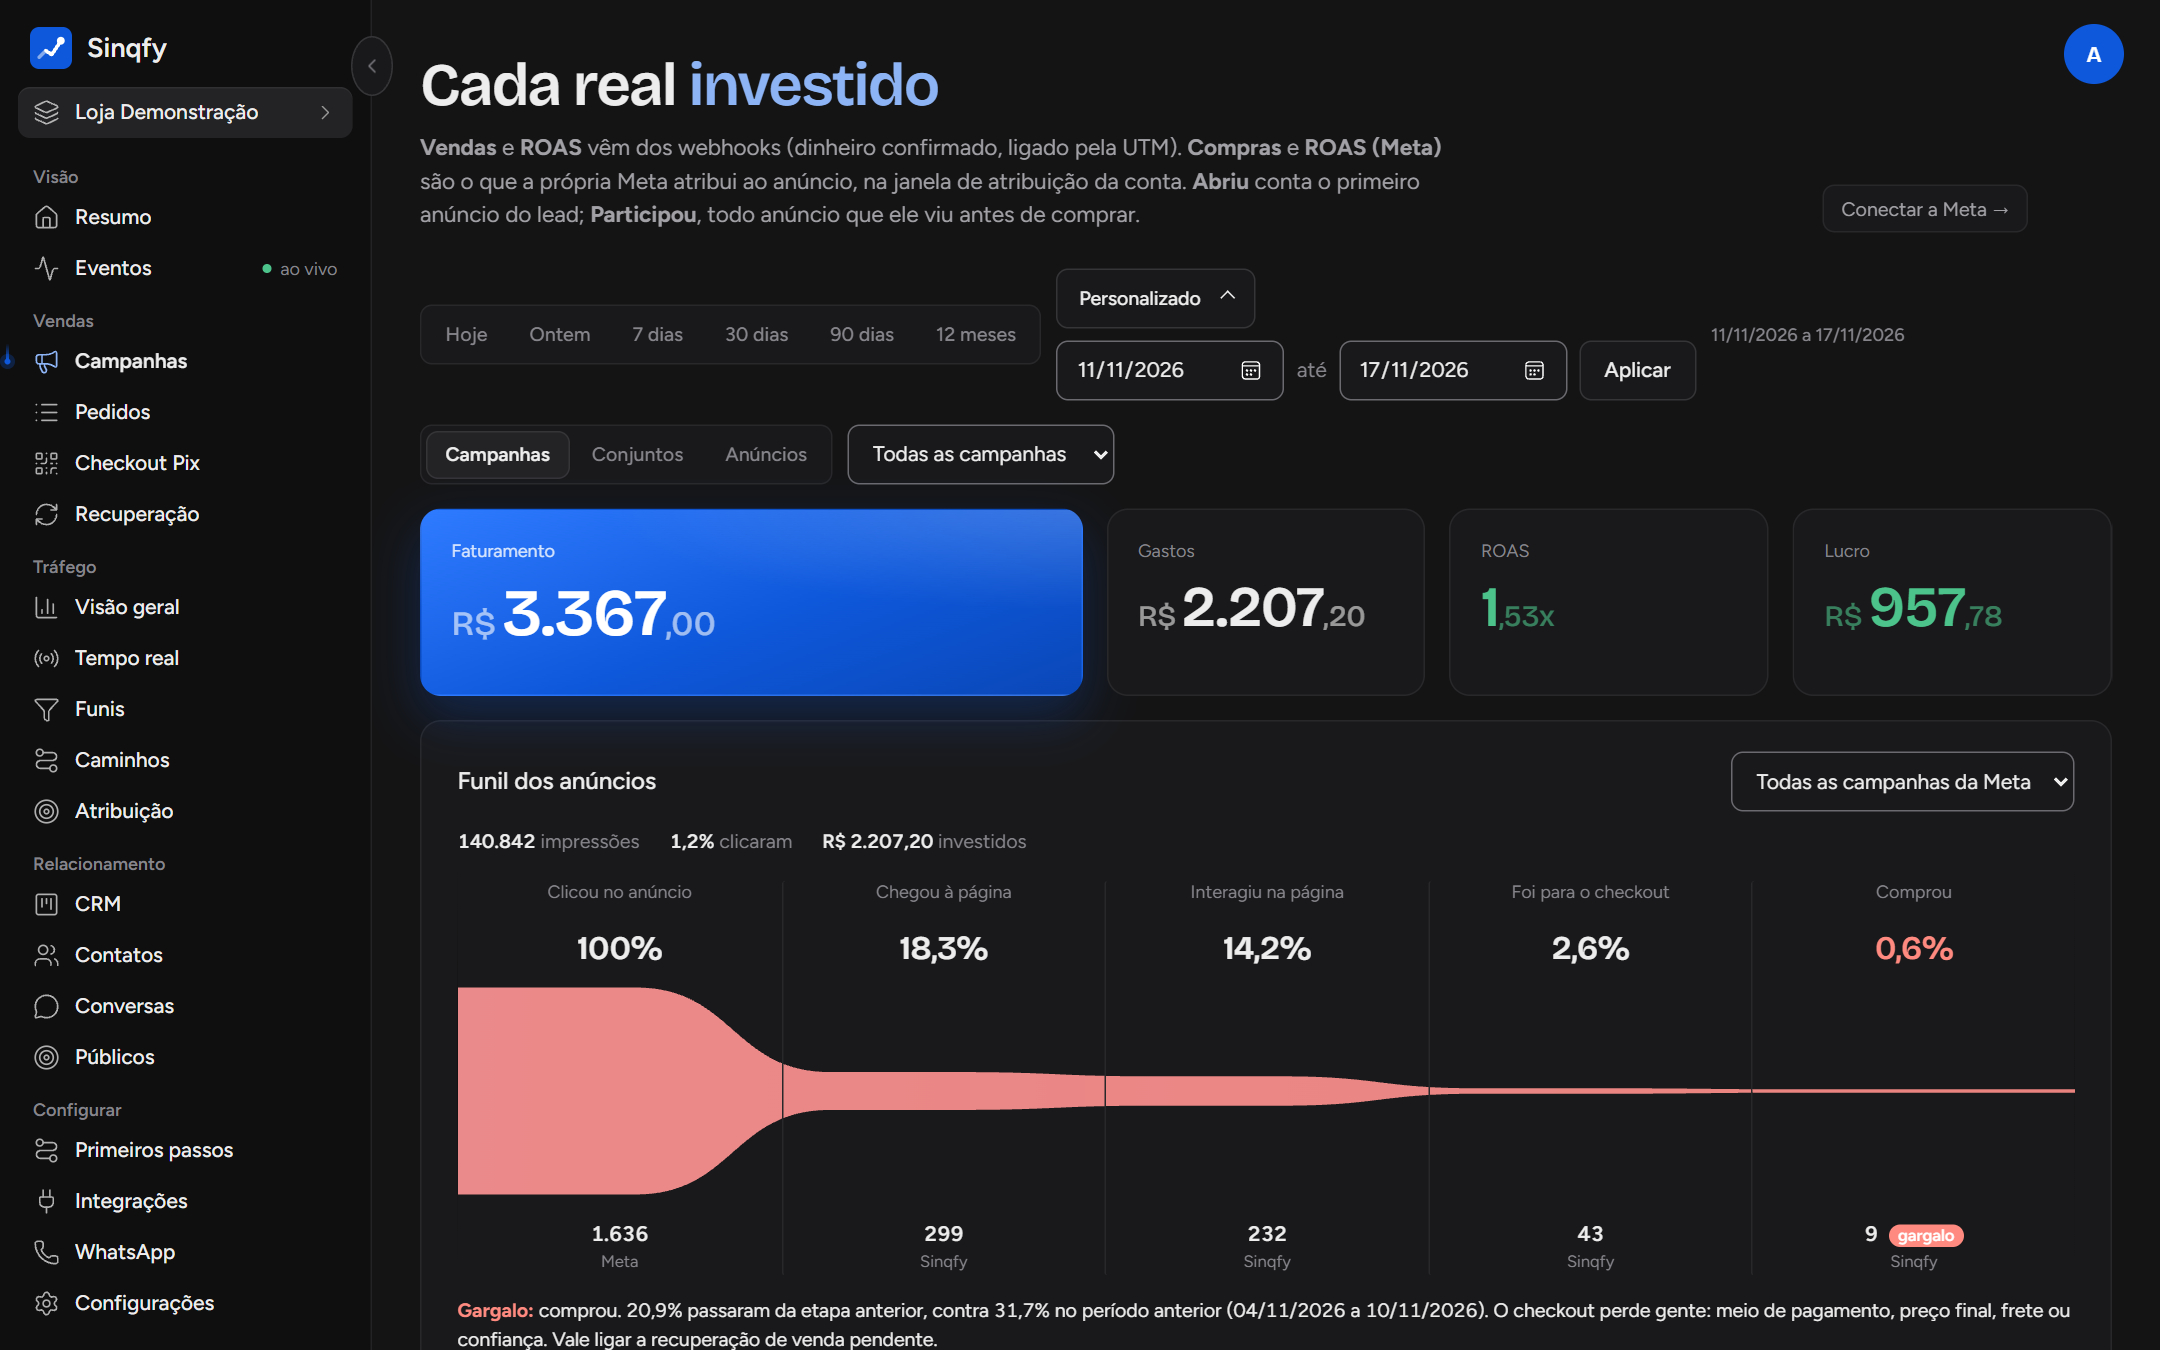 Sinqfy
Loja Demonstração
Visão
Resumo
Eventos
ao vivo
Vendas
Campanhas
Pedidos
Checkout Pix
Recuperação
Tráfego
Visão geral
Tempo real
Funis
Caminhos
Atribuição
Relacionamento
CRM
Contatos
Conversas
Públicos
Configurar
Primeiros passos
Integrações
WhatsApp
Configurações
A
Cada real investido
Vendas e ROAS vêm dos webhooks (dinheiro confirmado, ligado pela UTM). Compras e ROAS (Meta)
são o que a própria Meta atribui ao anúncio, na janela de atribuição da conta. Abriu conta o primeiro
anúncio do lead; Participou, todo anúncio que ele viu antes de comprar.
Conectar a Meta →
Hoje Ontem 7 dias 30 dias 90 dias 12 meses
Personalizado
11/11/2026 até 17/11/2026 Aplicar
11/11/2026 a 17/11/2026
Campanhas Conjuntos Anúncios
Todas as campanhas
Faturamento
R$ 3.367,00
Gastos
R$ 2.207,20
ROAS
1,53x
Lucro
R$ 957,78
Funil dos anúncios
Todas as campanhas da Meta
140.842 impressões 1,2% clicaram R$ 2.207,20 investidos
Clicou no anúncio Chegou à página Interagiu na página Foi para o checkout Comprou
100% 18,3% 14,2% 2,6% 0,6%
1.636 299 232 43 9 gargalo
Meta Sinqfy Sinqfy Sinqfy Sinqfy
Gargalo: comprou. 20,9% passaram da etapa anterior, contra 31,7% no período anterior (04/11/2026 a 10/11/2026). O checkout perde gente: meio de pagamento, preço final, frete ou
confiança. Vale ligar a recuperação de venda pendente.